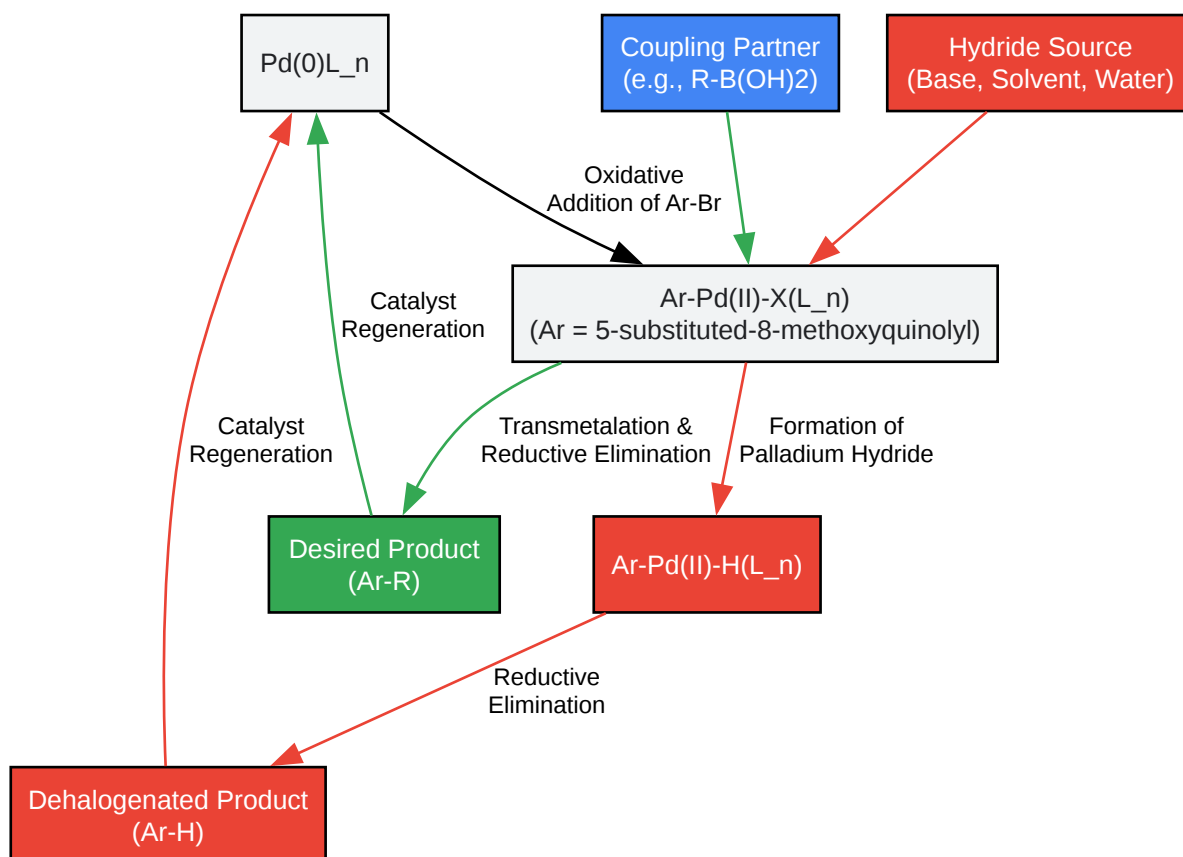 Pd(0)L_n
Coupling Partner
(e.g., R-B(OH)2)
Hydride Source
(Base, Solvent, Water)
Oxidative
Addition of Ar-Br
Ar-Pd(II)-X(L_n)
(Ar = 5-substituted-8-methoxyquinolyl)
Catalyst
Regeneration
Catalyst
Regeneration
Transmetalation &
Reductive Elimination
Formation of
Palladium Hydride
Desired Product
(Ar-R)
Ar-Pd(II)-H(L_n)
Reductive
Elimination
Dehalogenated Product
(Ar-H)